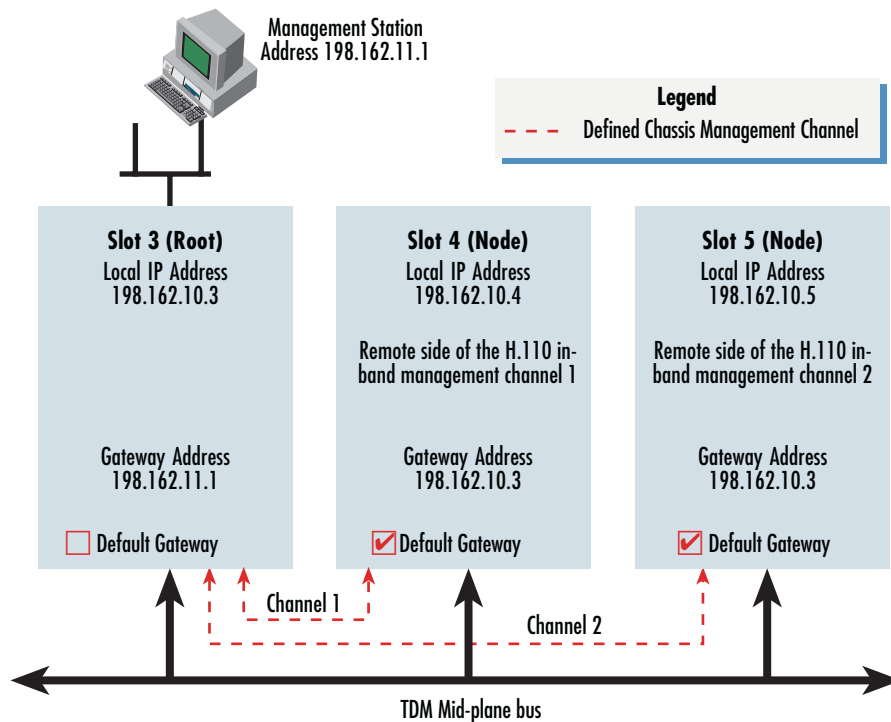 Management Station
Address 198.162.11.1
Legend
Defined Chassis Management Channel
Slot 3 (Root)
Local IP Address
198.162.10.3
Gateway Address
198.162.11.1
Default Gateway
Slot 4 (Node)
Local IP Address
198.162.10.4
Remote side of the H.110 in-
band management channel 1
Gateway Address
198.162.10.3
Default Gateway
Slot 5 (Node)
Local IP Address
198.162.10.5
Remote side of the H.110 in-
band management channel 2
Gateway Address
198.162.10.3
Default Gateway
Channel 1
Channel 2
TDM Mid-plane bus